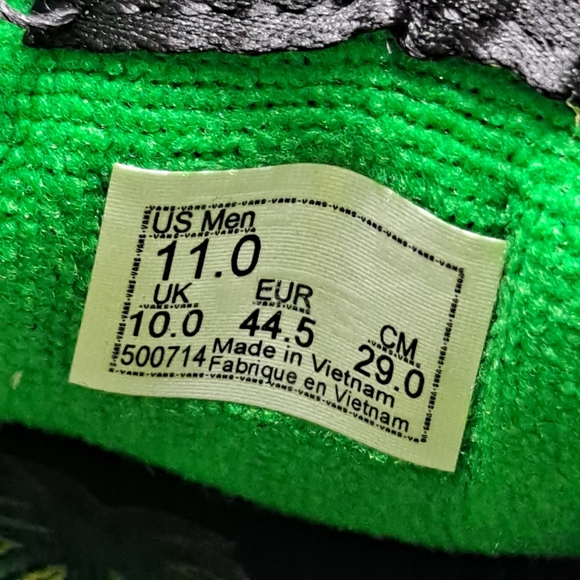 US Men
11.0
UK EUR CM
10.0 44.5 29.0
500714 Made in Vietnam
Fabrique en Vietnam